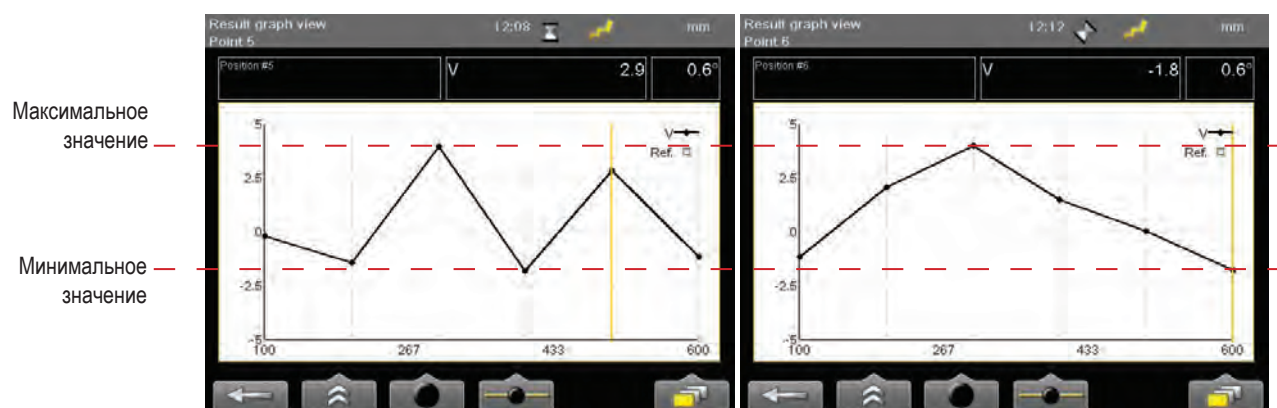 Максимальное
значение
Минимальное
значение
Result graph view 12:08 mm
Point 5
Position #5 V 2.9 0.6°
V
Ref.
5
2.5
0
-2.5
-5
100 267 433 600
Result graph view 12:12 mm
Point 6
Position #6 V -1.8 0.6°
V
Ref.
5
2.5
0
-2.5
-5
100 267 433 600